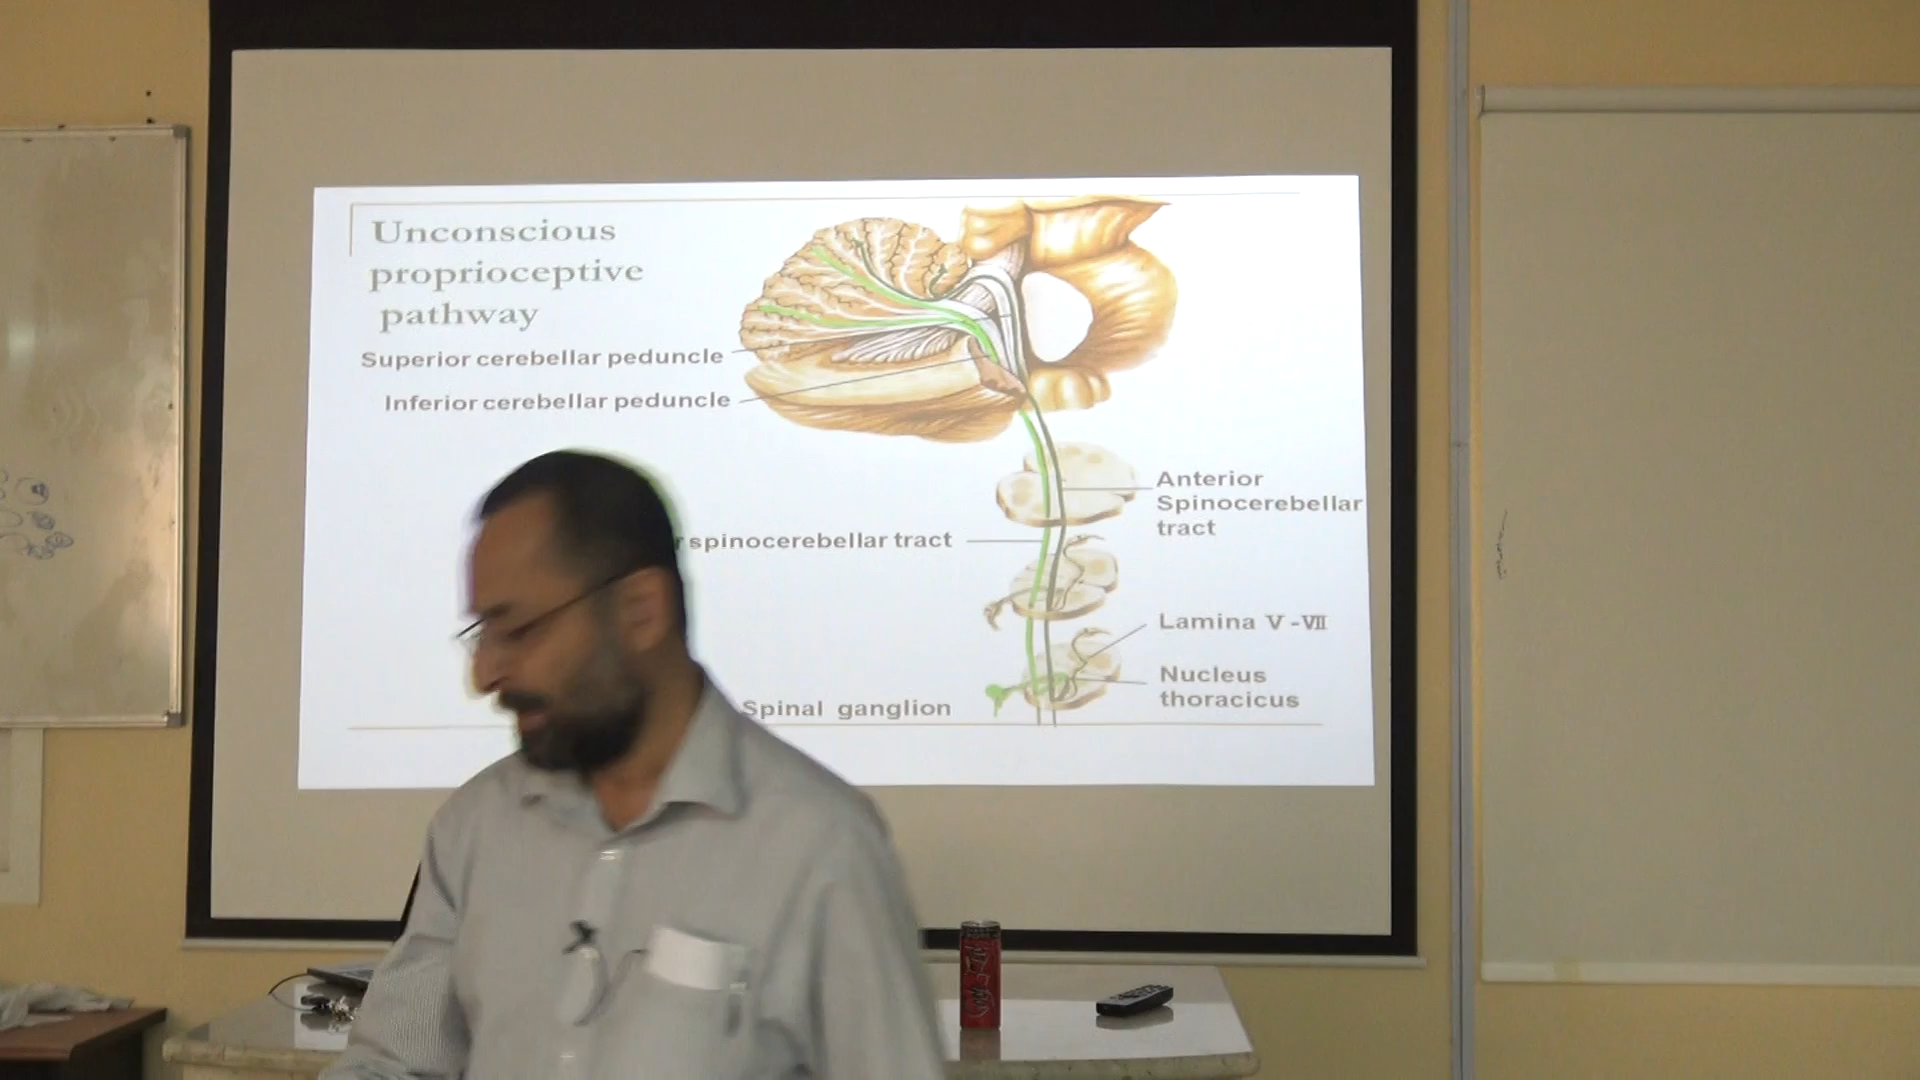 Unconscious
proprioceptive
pathway
Superior cerebellar peduncle
Inferior cerebellar peduncle
Anterior
Spinocerebellar
tract
spinocerebellar tract
Lamina V - VII
Nucleus
thoracicus
Spinal ganglion